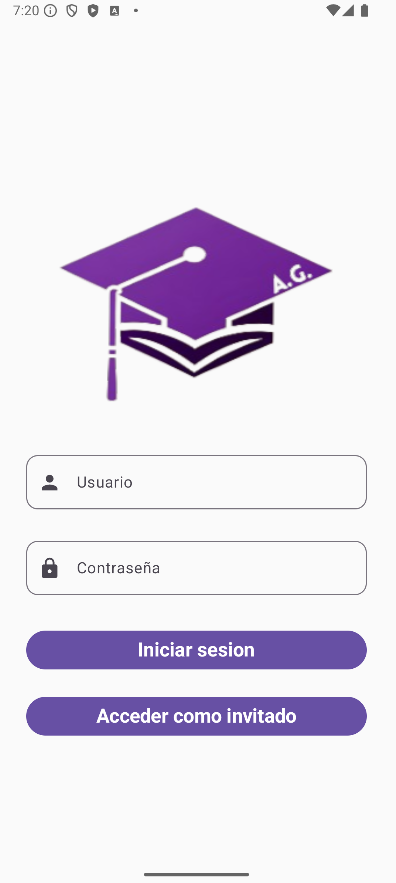 7:20
A.G.
Usuario
Contraseña
Iniciar sesion
Acceder como invitado